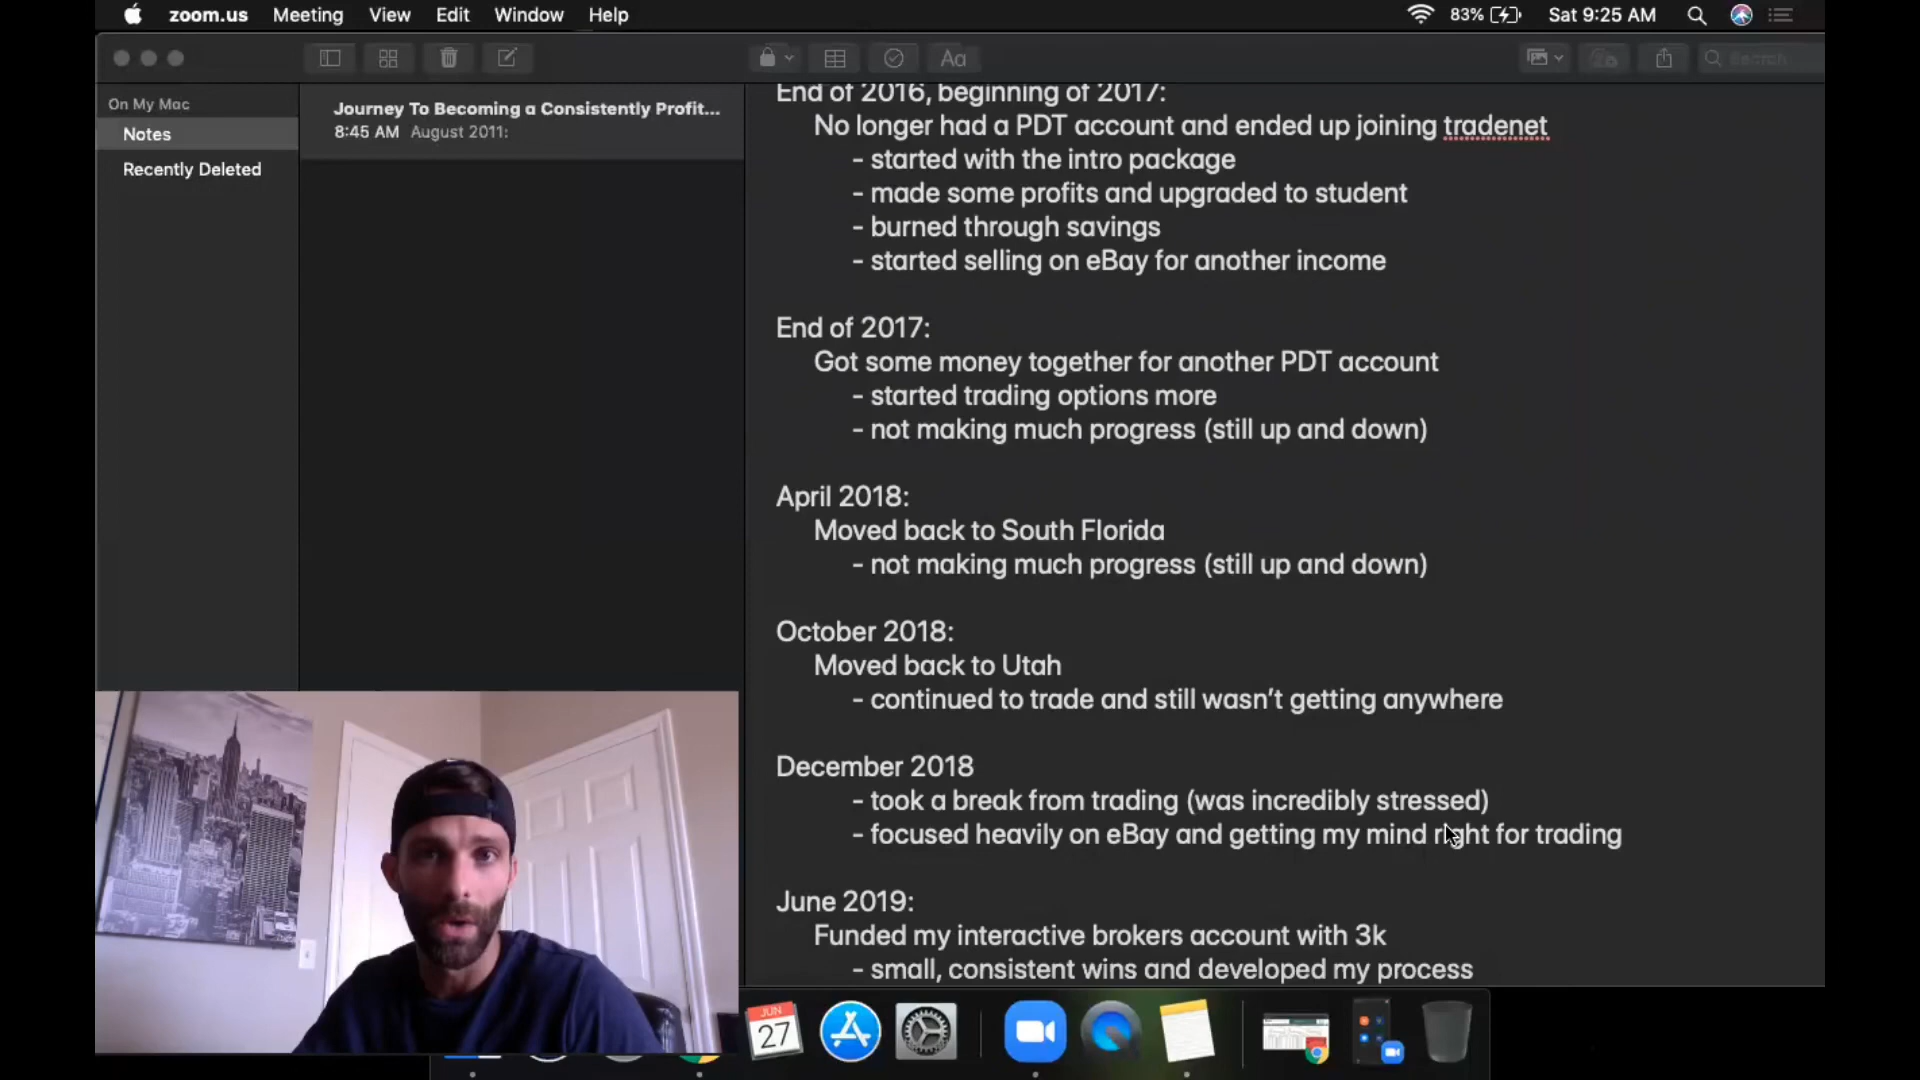 zoom.us Meeting View Edit Window Help 83% Sat 9:25 AM
Aa Search
On My Mac
Notes
Recently Deleted
Journey To Becoming a Consistently Profit...
8:45 AM August 2011:
End of 2016, beginning of 2017:
No longer had a PDT account and ended up joining tradenet
- started with the intro package
- made some profits and upgraded to student
- burned through savings
- started selling on eBay for another income
End of 2017:
Got some money together for another PDT account
- started trading options more
- not making much progress (still up and down)
April 2018:
Moved back to South Florida
- not making much progress (still up and down)
October 2018:
Moved back to Utah
- continued to trade and still wasn't getting anywhere
December 2018
- took a break from trading (was incredibly stressed)
- focused heavily on eBay and getting my mind right for trading
June 2019:
Funded my interactive brokers account with 3k
- small, consistent wins and developed my process
JUN
27